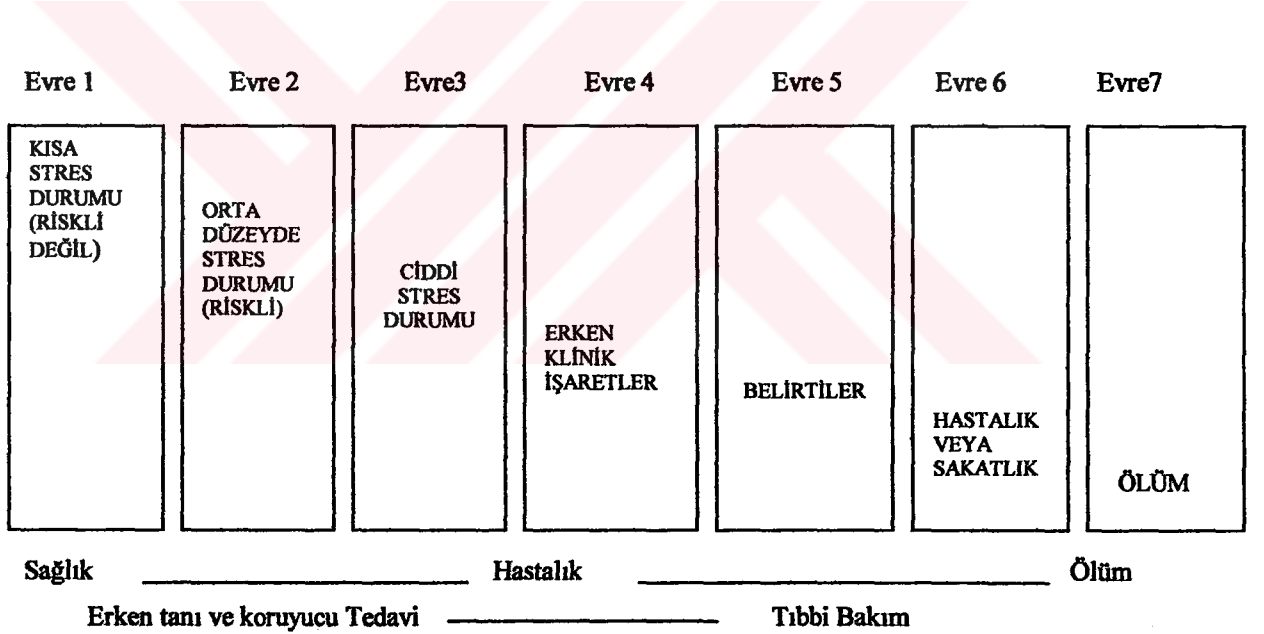 Evre 1 Evre 2 Evre3 Evre 4 Evre 5 Evre 6 Evre7
KISA
STRES
DURUMU
(RİSKLİ
DEĞİL)
ORTA
DÜZEYDE
STRES
DURUMU
(RİSKLİ)
CİDDİ
STRES
DURUMU
ERKEN
KLİNİK
İŞARETLER
BELİRTİLER
HASTALIK
VEYA
SAKATLIK
ÖLÜM
Sağlık Hastalık Ölüm
Erken tanı ve koruyucu Tedavi Tıbbi Bakım